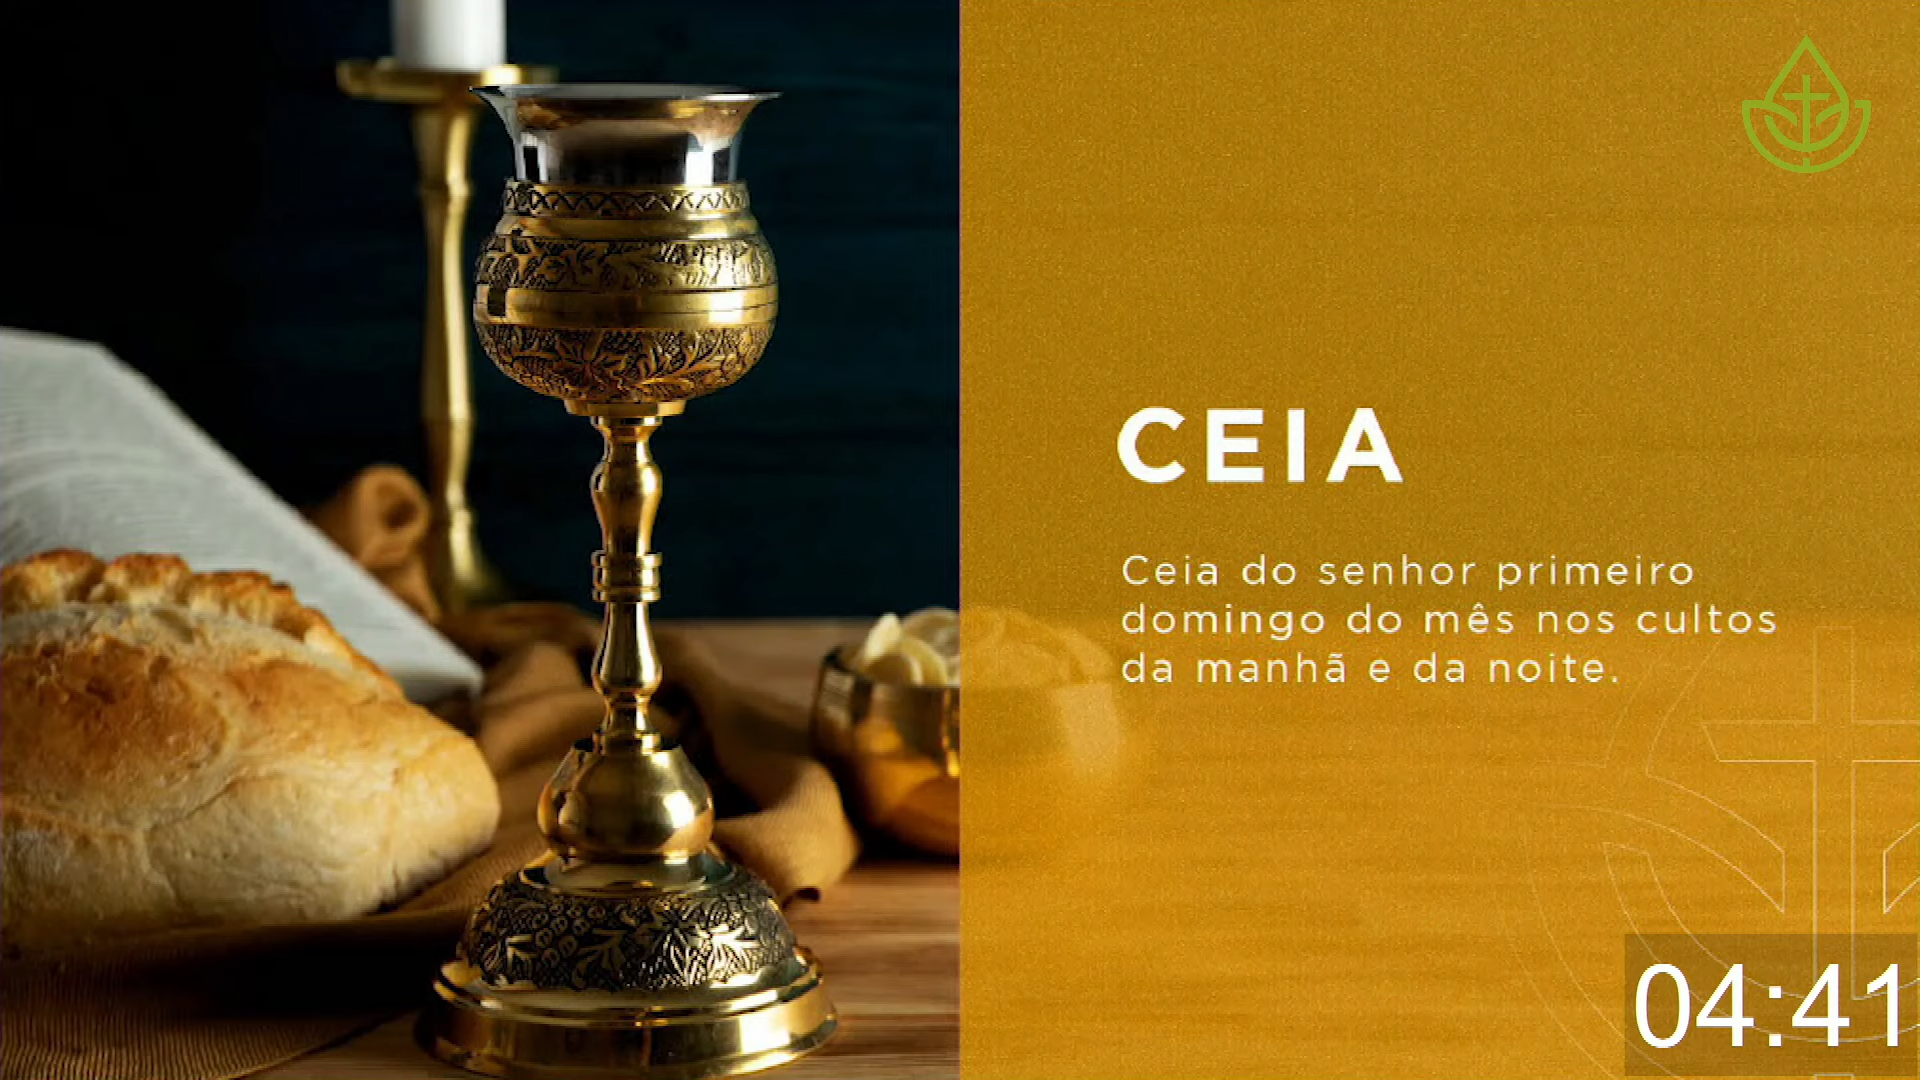 CEIA
Ceia do senhor primeiro
domingo do mês nos cultos
da manhã e da noite.
04:41